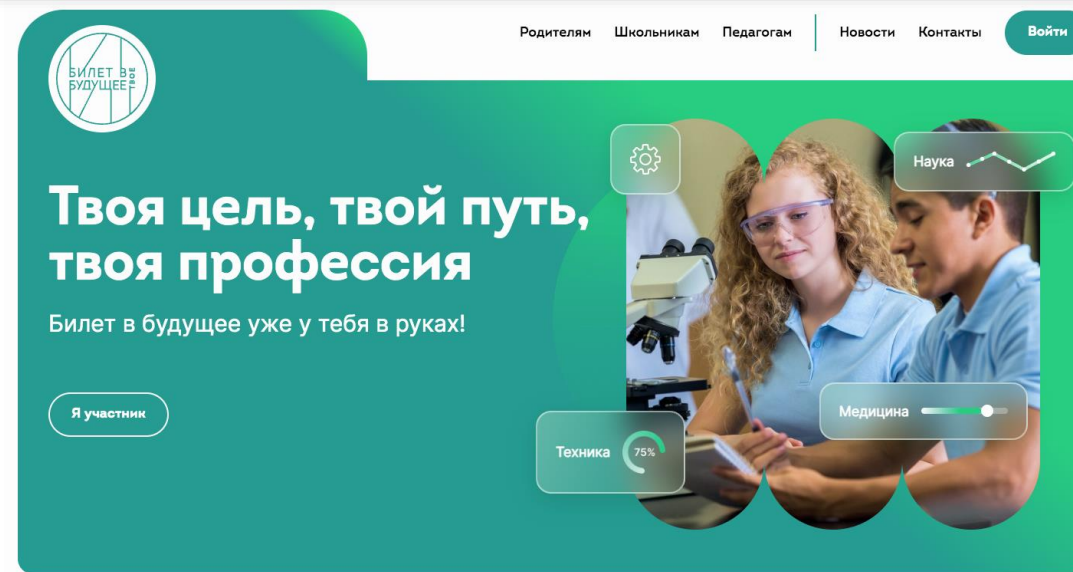 БИЛЕТ В
БУДУЩЕЕ
ТВОЕ
Родителям Школьникам Педагогам Новости Контакты Войти
Твоя цель, твой путь,
твоя профессия
Билет в будущее уже у тебя в руках!
Я участник
Наука
Медицина
Техника 75%